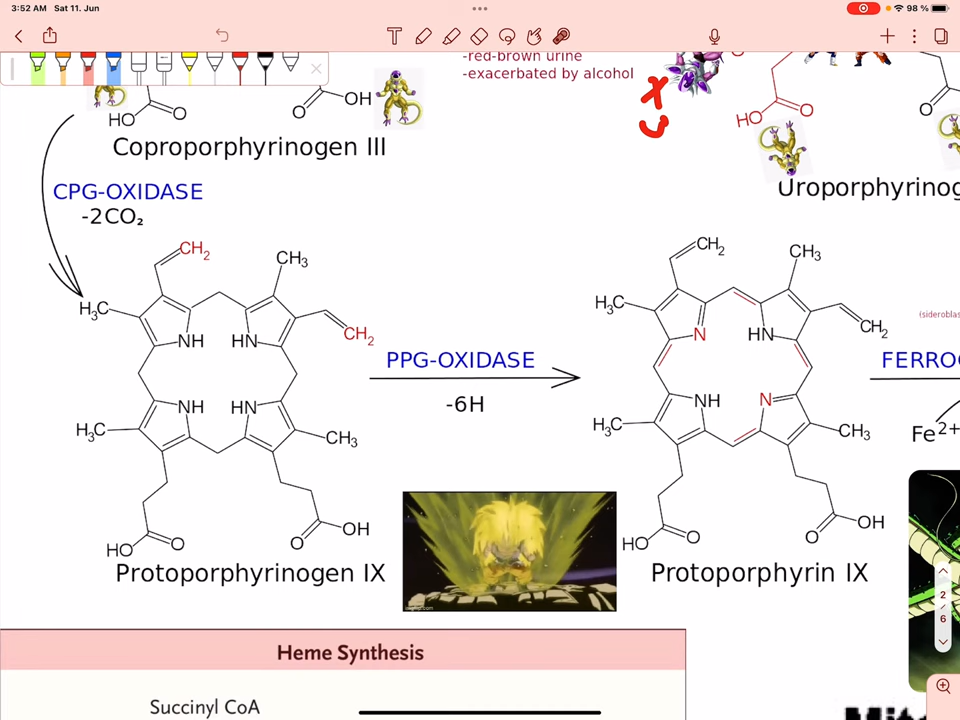 3:52 AM Sat 11. Jun
98 %
T
-red-brown urine
-exacerbated by alcohol
HO
O
O
OH
HO
O
O
Coproporphyrinogen III
Uroporphyrinog
CPG-OXIDASE
-2CO₂
CH2
CH3
H3C
CH2
NH
HN
NH
HN
H3C
CH3
HO
O
O
OH
Protoporphyrinogen IX
PPG-OXIDASE
-6H
CH2
CH3
H3C
CH2
N
HN
NH
N
H3C
CH3
HO
O
O
OH
Protoporphyrin IX
(sideroblas
FERRO
Fe2+
2
/
6
Heme Synthesis
Succinyl CoA